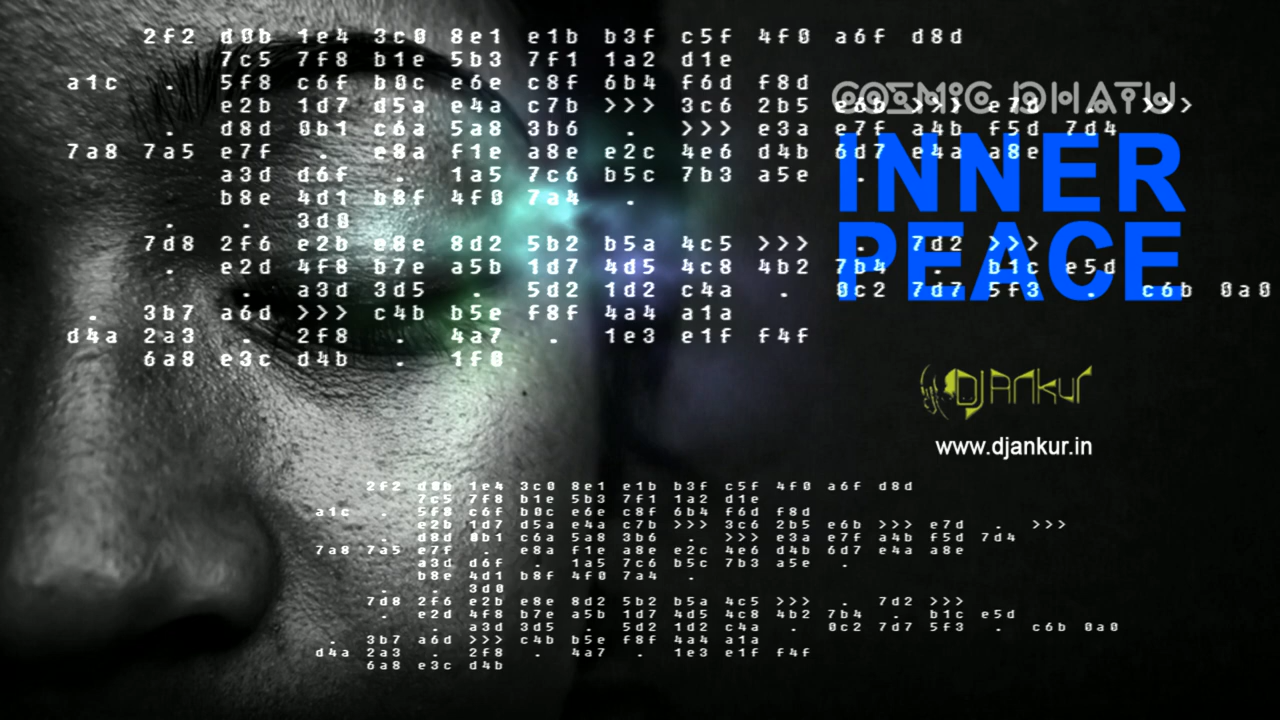 2f2 d0b 1e4 3c0 8e1 e1b b3f c5f 4f0 a6f d8d
7c5 7f8 b1e 5b3 7f1 1a2 d1e
a1c . 5f8 c6f b0c e6e c8f 6b4 f6d f8d
e2b 1d7 d5a e4a c7b >>> 3c6 2b5 e6b >>> e7d . >>>
. d8d 0b1 c6a 5a8 3b6 . >>> e3a e7f a4b f5d 7d4
7a8 7a5 e7f . e8a f1e a8e e2c 4e6 d4b 6d7 e4a a8e
a3d d6f . 1a5 7c6 b5c 7b3 a5e .
b8e 4d1 b8f 4f0 7a4 .
. . 3d0
7d8 2f6 e2b e8e 8d2 5b2 b5a 4c5 >>> . 7d2 >>>
. e2d 4f8 b7e a5b 1d7 4d5 4c8 4b2 7b4 . b1c e5d
. a3d 3d5 . 5d2 1d2 c4a . 0c2 7d7 5f3 . c6b 0a0
. 3b7 a6d >>> c4b b5e f8f 4a4 a1a
d4a 2a3 . 2f8 . 4a7 . 1e3 e1f f4f
6a8 e3c d4b . 1f0
COSMIC DHATU
INNER
PEACE
DJ ANKUR
www.djankur.in
2f2 d0b 1e4 3c0 8e1 e1b b3f c5f 4f0 a6f d8d
7c5 7f8 b1e 5b3 7f1 1a2 d1e
a1c . 5f8 c6f b0c e6e c8f 6b4 f6d f8d
e2b 1d7 d5a e4a c7b >>> 3c6 2b5 e6b >>> e7d . >>>
. d8d 0b1 c6a 5a8 3b6 . >>> e3a e7f a4b f5d 7d4
7a8 7a5 e7f . e8a f1e a8e e2c 4e6 d4b 6d7 e4a a8e
a3d d6f . 1a5 7c6 b5c 7b3 a5e .
b8e 4d1 b8f 4f0 7a4 .
. . 3d0
7d8 2f6 e2b e8e 8d2 5b2 b5a 4c5 >>> . 7d2 >>>
. e2d 4f8 b7e a5b 1d7 4d5 4c8 4b2 7b4 . b1c e5d
. a3d 3d5 . 5d2 1d2 c4a . 0c2 7d7 5f3 . c6b 0a0
. 3b7 a6d >>> c4b b5e f8f 4a4 a1a
d4a 2a3 . 2f8 . 4a7 . 1e3 e1f f4f
6a8 e3c d4b